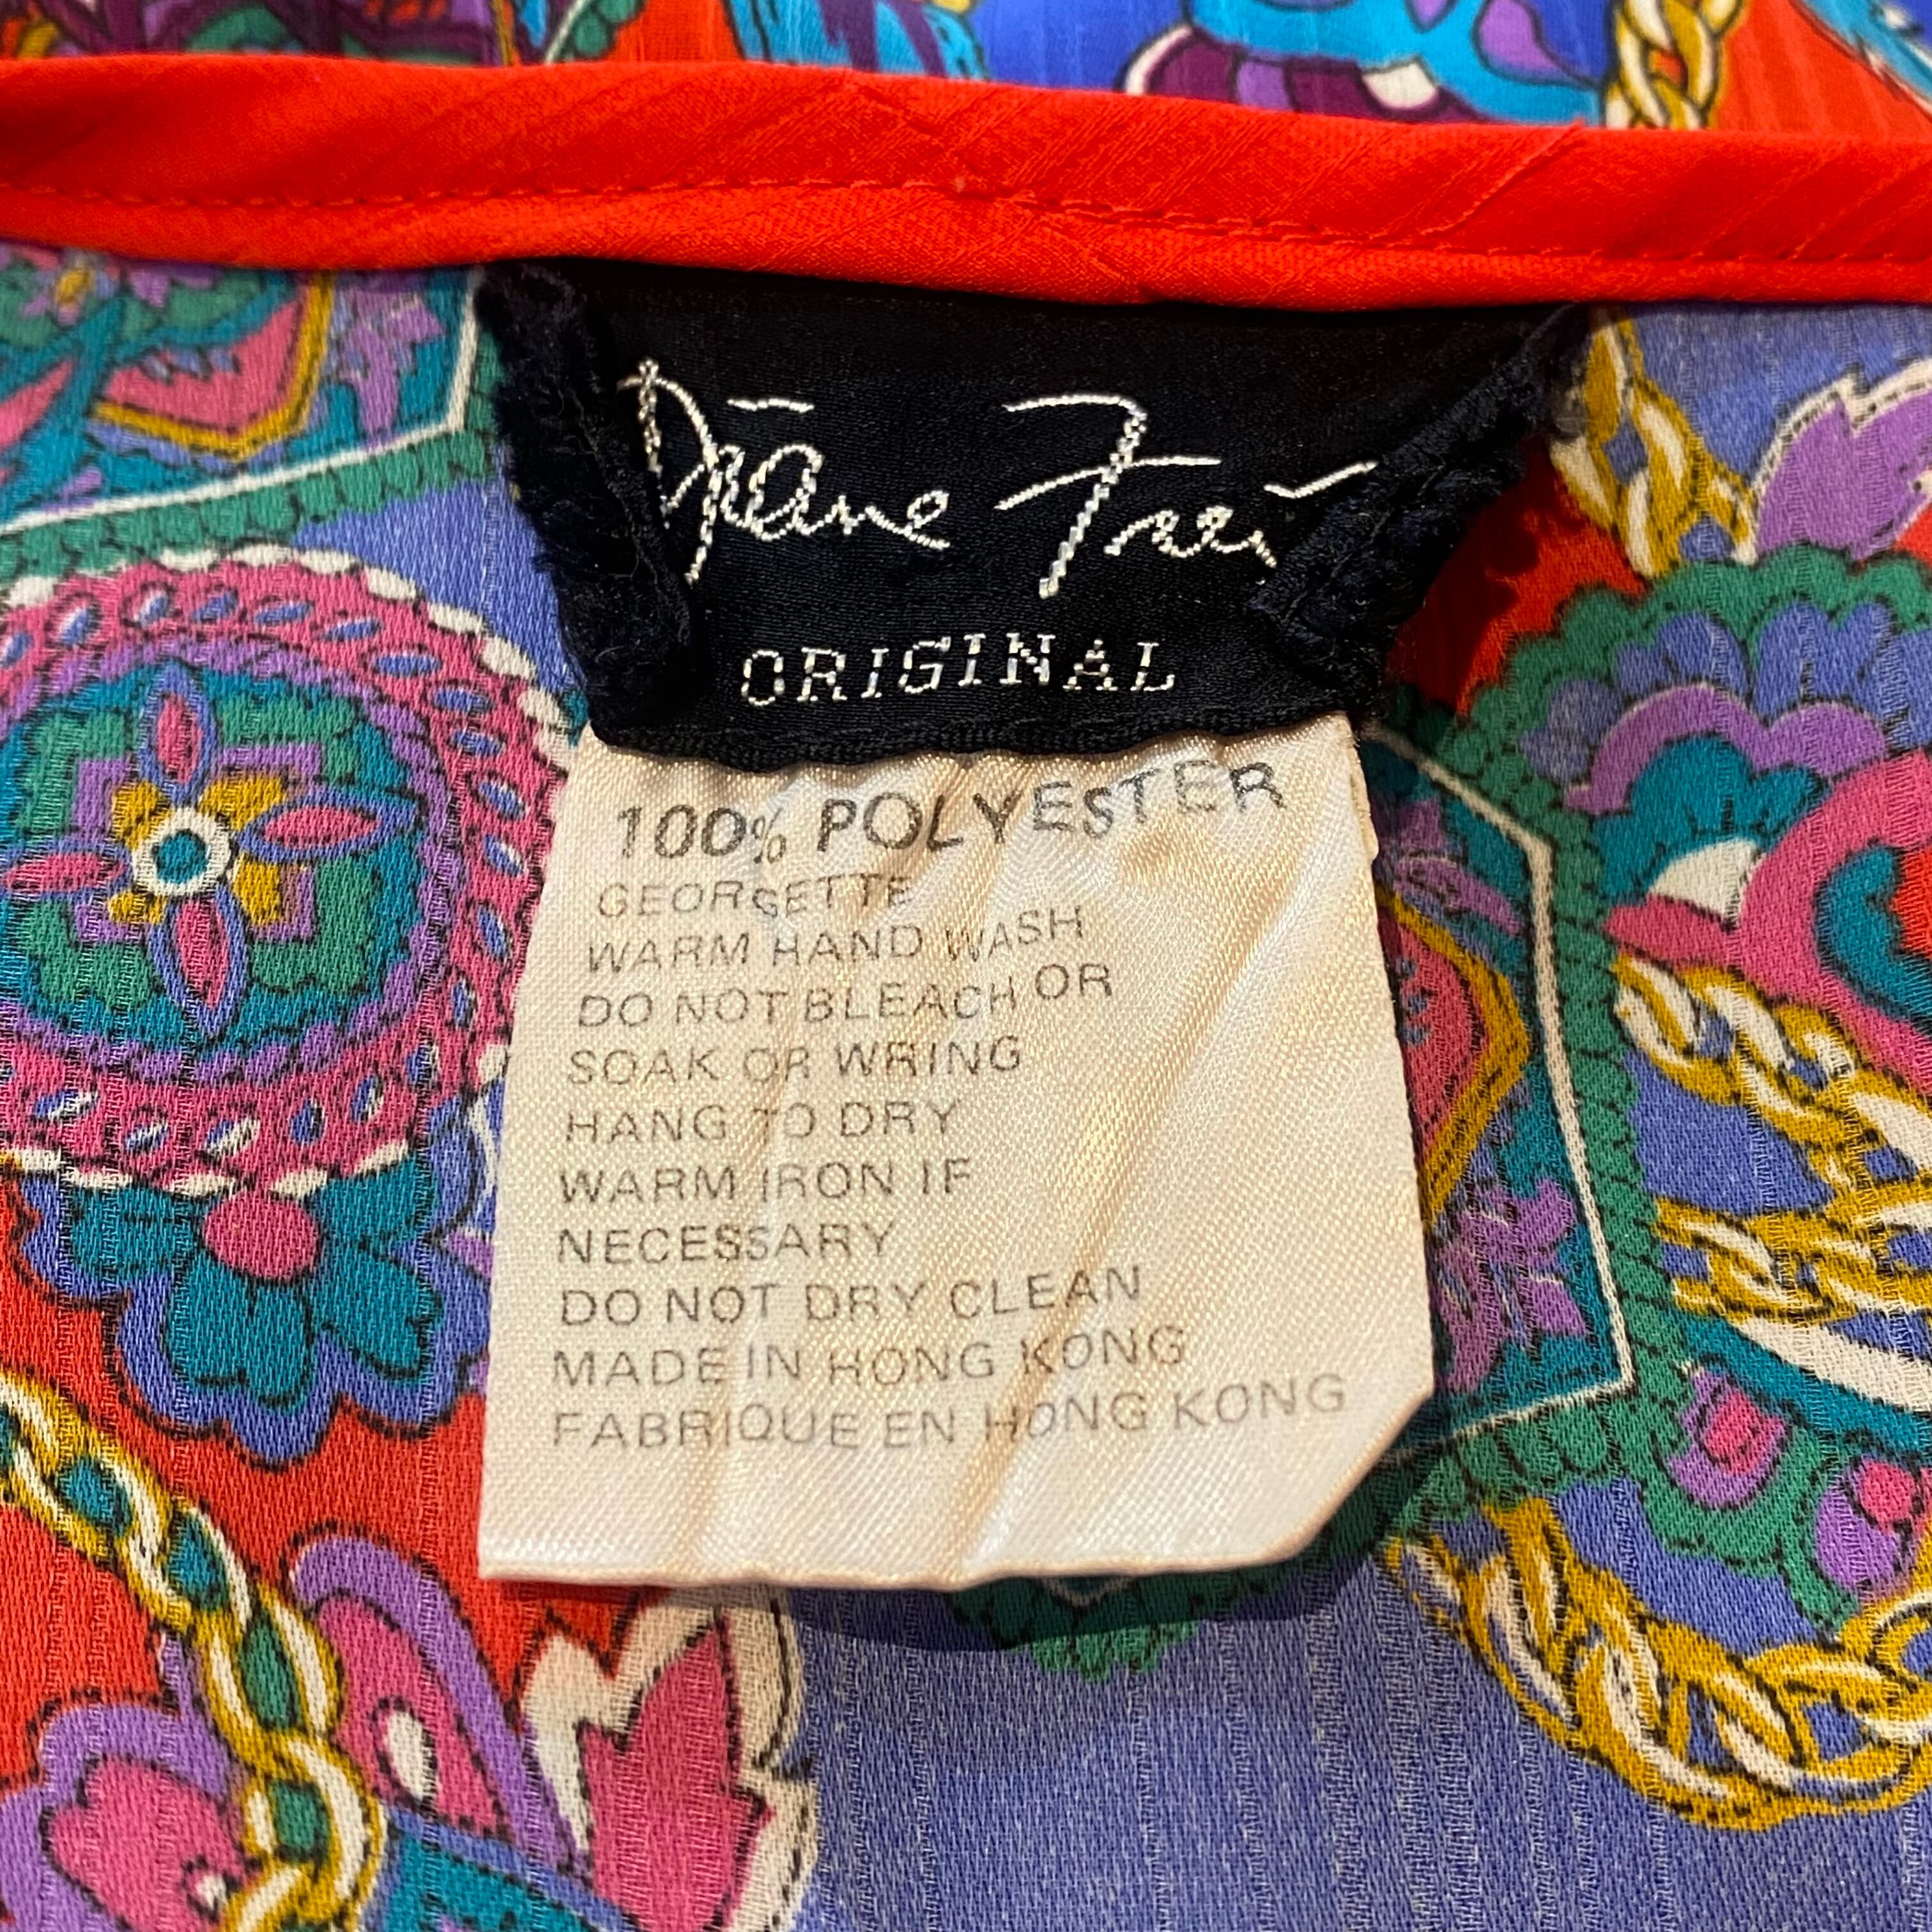 Diane Freis
ORIGINAL
100% POLYESTER
GEORGETTE
WARM HAND WASH
DO NOT BLEACH OR
SOAK OR WRING
HANG TO DRY
WARM IRON IF
NECESSARY
DO NOT DRY CLEAN
MADE IN HONG KONG
FABRIQUE EN HONG KONG